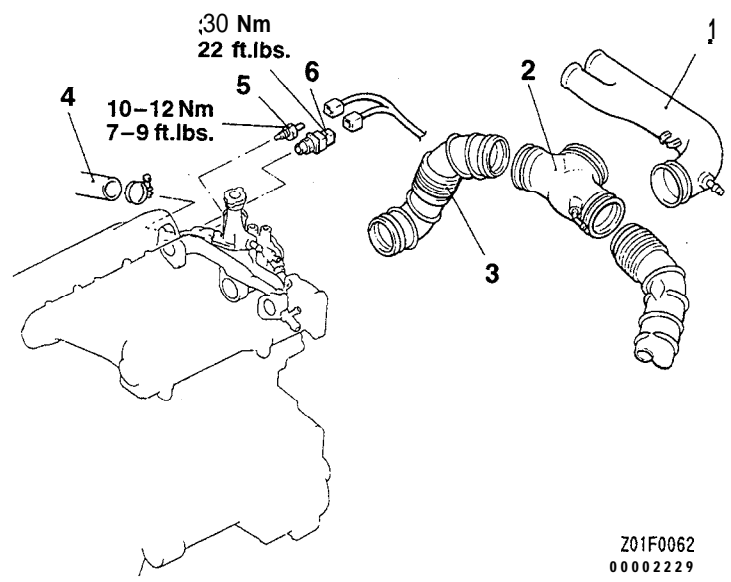 30 Nm
22 ft.lbs.
1
6
2
5
4
10–12 Nm
7–9 ft.lbs.
3
Z01F0062
00002229